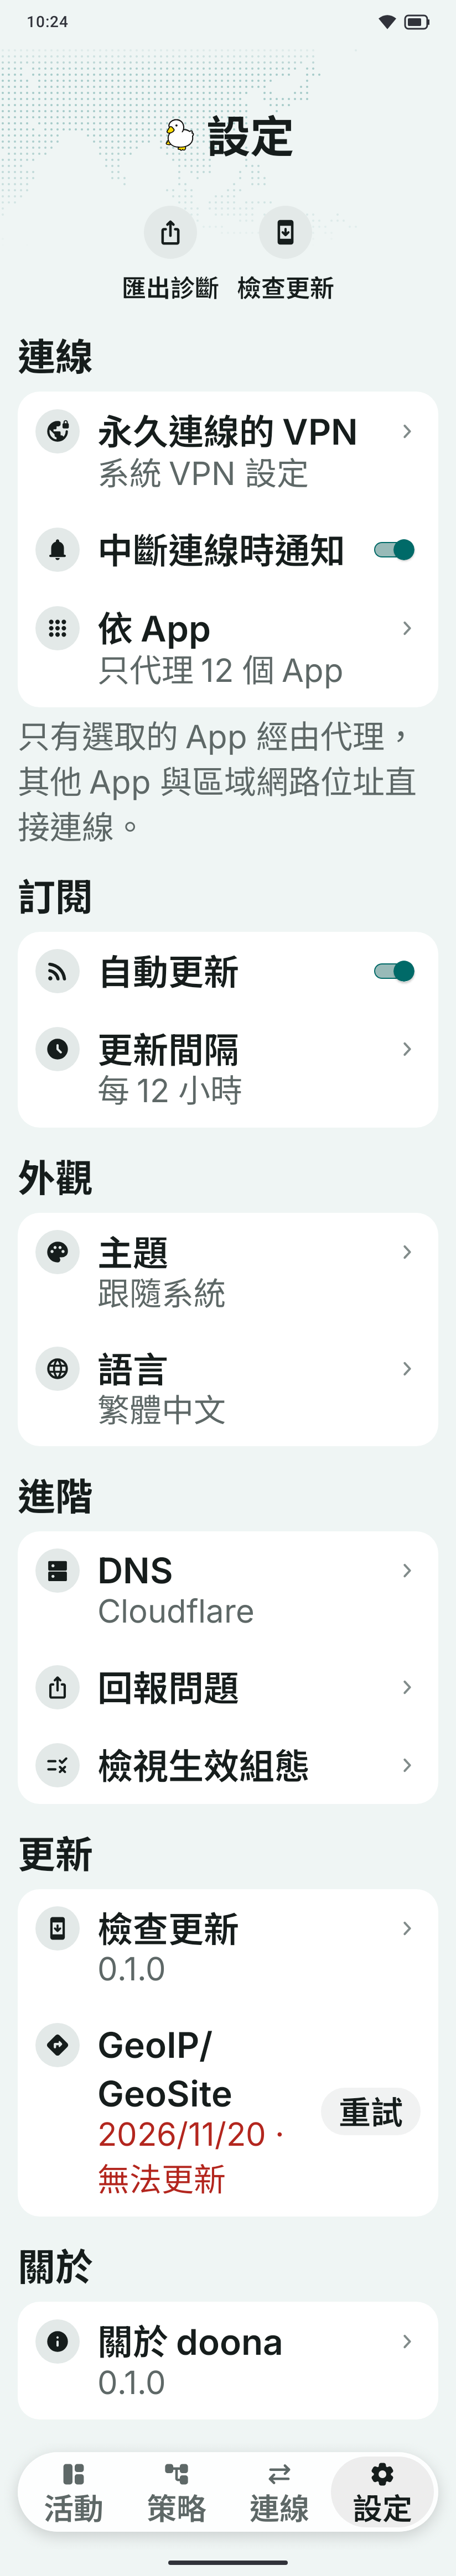 10:24
設定
匯出診斷
檢查更新
連線
永久連線的 VPN
系統 VPN 設定
中斷連線時通知
依 App
只代理 12 個 App
只有選取的 App 經由代理，
其他 App 與區域網路位址直
接連線。
訂閱
自動更新
更新間隔
每 12 小時
外觀
主題
跟隨系統
語言
繁體中文
進階
DNS
Cloudflare
回報問題
檢視生效組態
更新
檢查更新
0.1.0
GeoIP/
GeoSite
2026/11/20 ·
無法更新
重試
關於
關於 doona
0.1.0
活動
策略
連線
設定